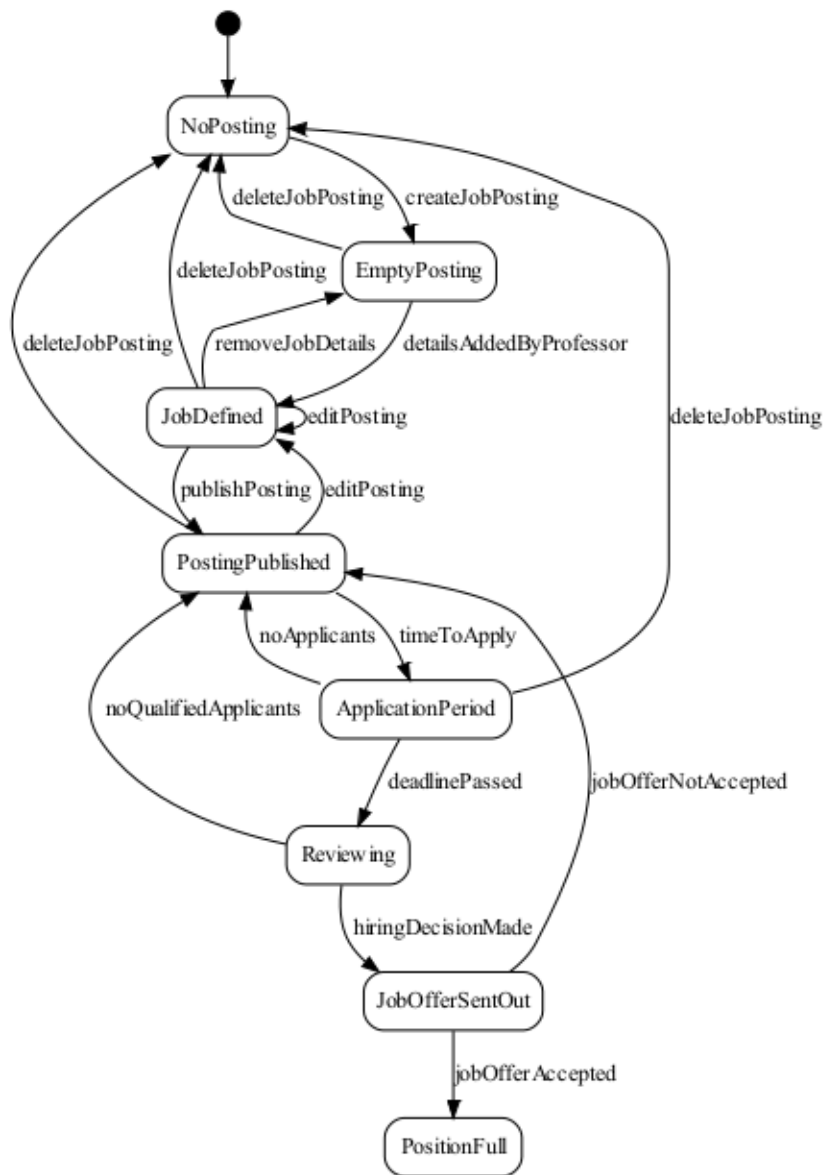 NoPosting
deleteJobPosting
createJobPosting
deleteJobPosting
EmptyPosting
deleteJobPosting
removeJobDetails
detailsAddedByProfessor
JobDefined
editPosting
deleteJobPosting
publishPosting
editPosting
PostingPublished
noApplicants
timeToApply
noQualifiedApplicants
ApplicationPeriod
deadlinePassed
jobOfferNotAccepted
Reviewing
hiringDecisionMade
JobOfferSentOut
jobOfferAccepted
PositionFull